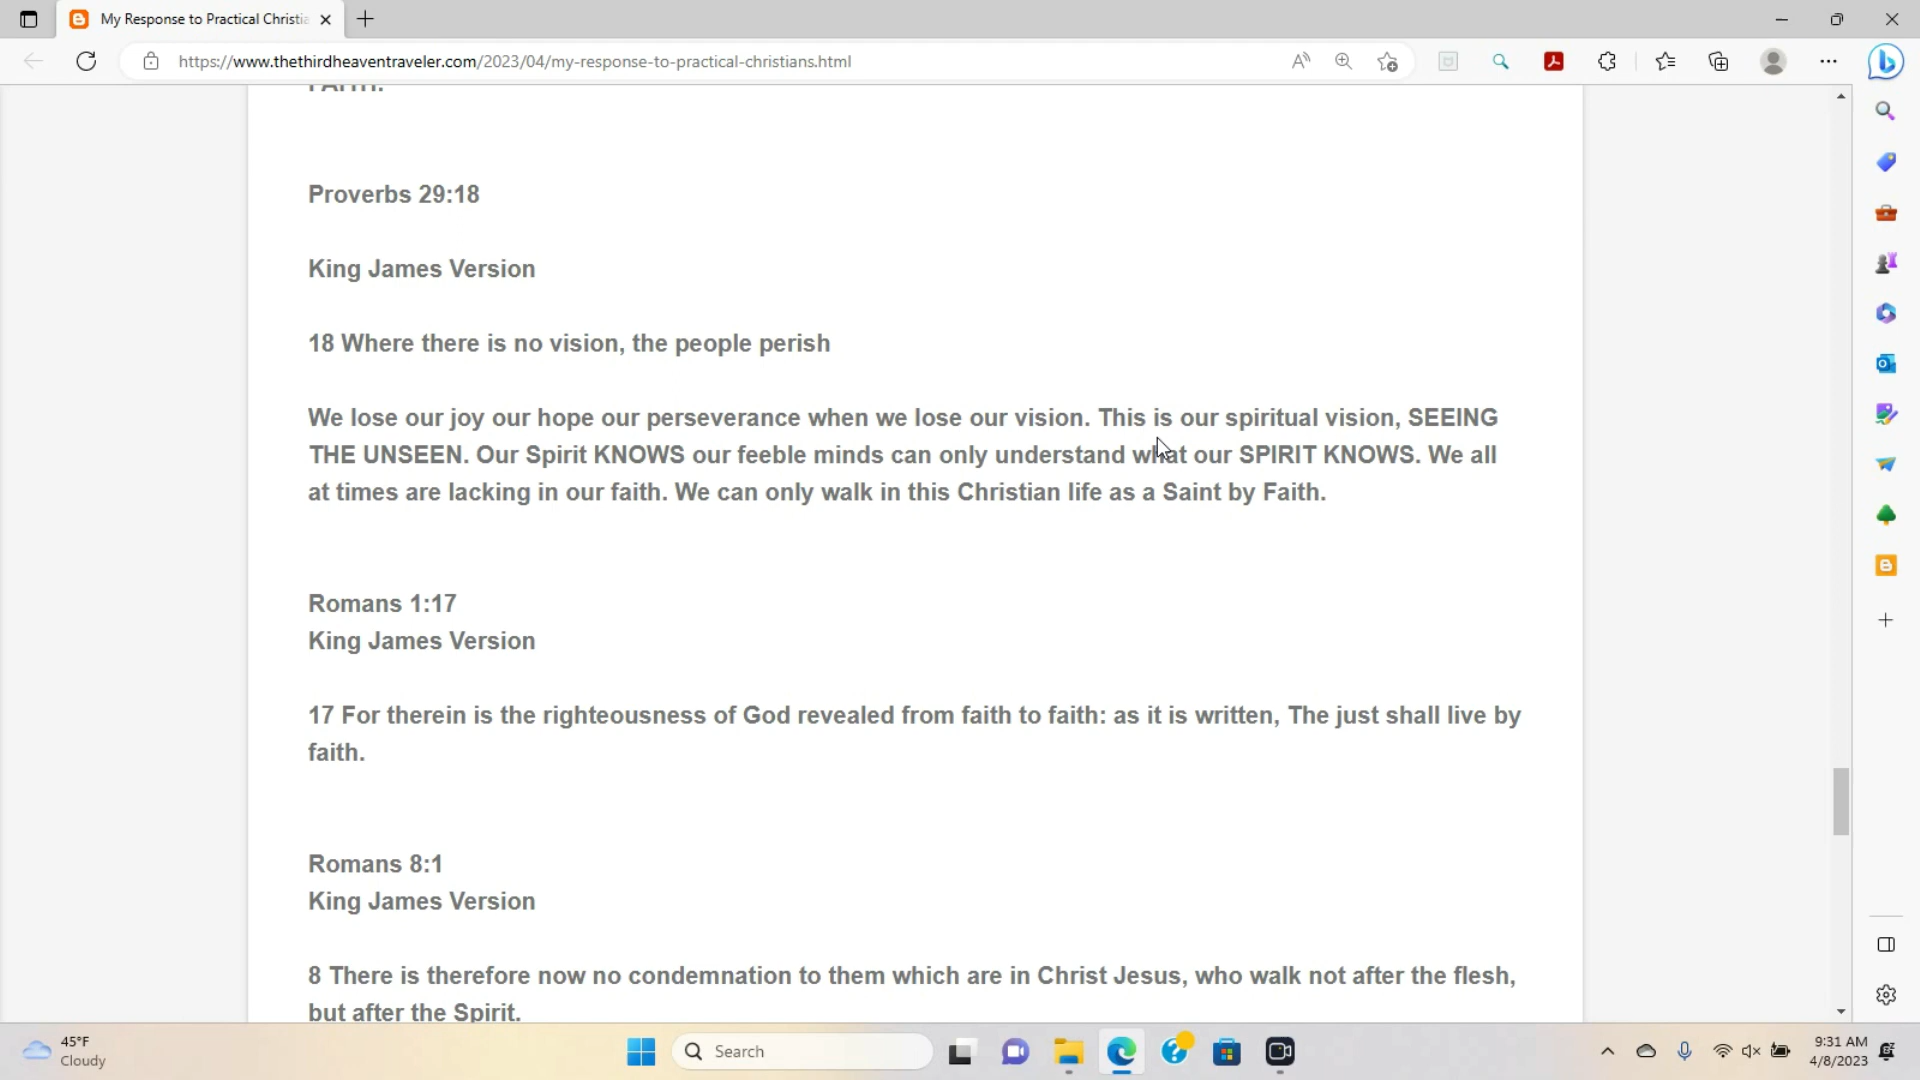 My Response to Practical Christia
https://www.thethirdheaventraveler.com/2023/04/my-response-to-practical-christians.html
FAITH.
Proverbs 29:18
King James Version
18 Where there is no vision, the people perish
We lose our joy our hope our perseverance when we lose our vision. This is our spiritual vision, SEEING
THE UNSEEN. Our Spirit KNOWS our feeble minds can only understand what our SPIRIT KNOWS. We all
at times are lacking in our faith. We can only walk in this Christian life as a Saint by Faith.
Romans 1:17
King James Version
17 For therein is the righteousness of God revealed from faith to faith: as it is written, The just shall live by
faith.
Romans 8:1
King James Version
8 There is therefore now no condemnation to them which are in Christ Jesus, who walk not after the flesh,
but after the Spirit.
45°F
Cloudy
Search
9:31 AM
4/8/2023